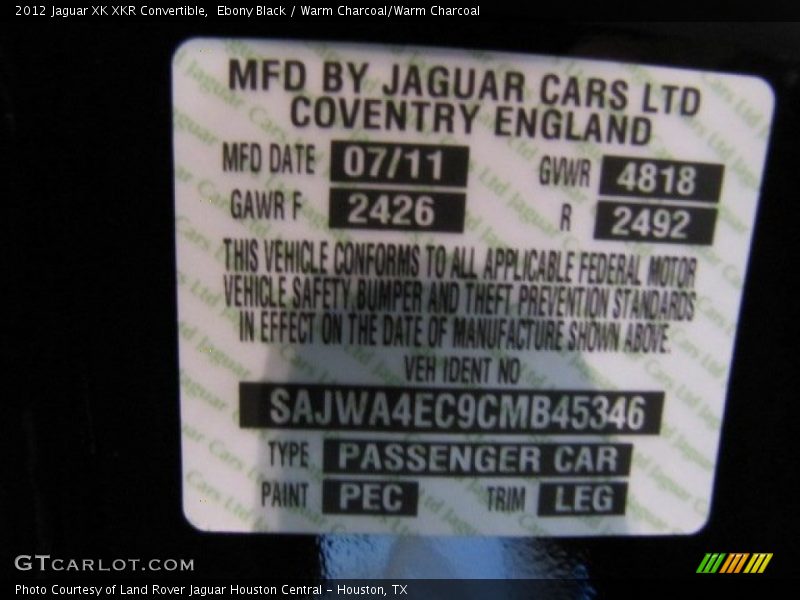 2012 Jaguar XK XKR Convertible, Ebony Black / Warm Charcoal/Warm Charcoal
MFD BY JAGUAR CARS LTD
COVENTRY ENGLAND
MFD DATE 07/11 GVWR 4818
GAWR F 2426 R 2492
THIS VEHICLE CONFORMS TO ALL APPLICABLE FEDERAL MOTOR
VEHICLE SAFETY BUMPER AND THEFT PREVENTION STANDARDS
IN EFFECT ON THE DATE OF MANUFACTURE SHOWN ABOVE.
VEH IDENT NO
SAJWA4EC9CMB45346
TYPE PASSENGER CAR
PAINT PEC TRIM LEG
GTCARLOT.COM
Photo Courtesy of Land Rover Jaguar Houston Central - Houston, TX